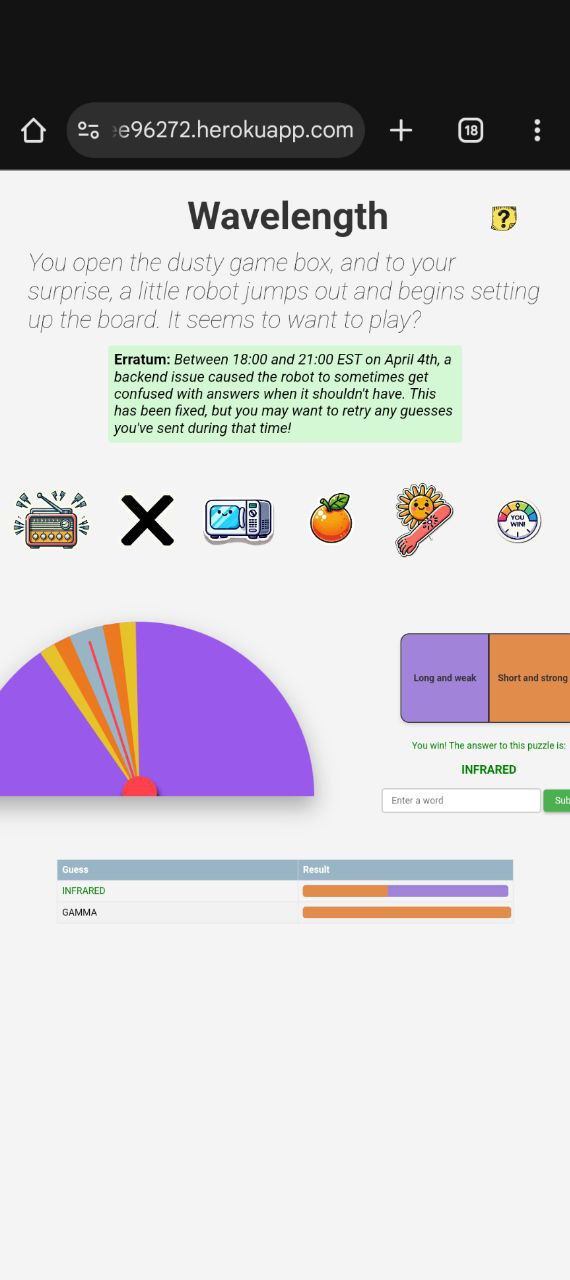 e96272.herokuapp.com
18
Wavelength
?
You open the dusty game box, and to your
surprise, a little robot jumps out and begins setting
up the board. It seems to want to play?
Erratum: Between 18:00 and 21:00 EST on April 4th, a
backend issue caused the robot to sometimes get
confused with answers when it shouldn't have. This
has been fixed, but you may want to retry any guesses
you've sent during that time!
YOU
WIN!
Long and weak
Short and strong
You win! The answer to this puzzle is:
INFRARED
Enter a word
Sub
Guess
Result
INFRARED
GAMMA